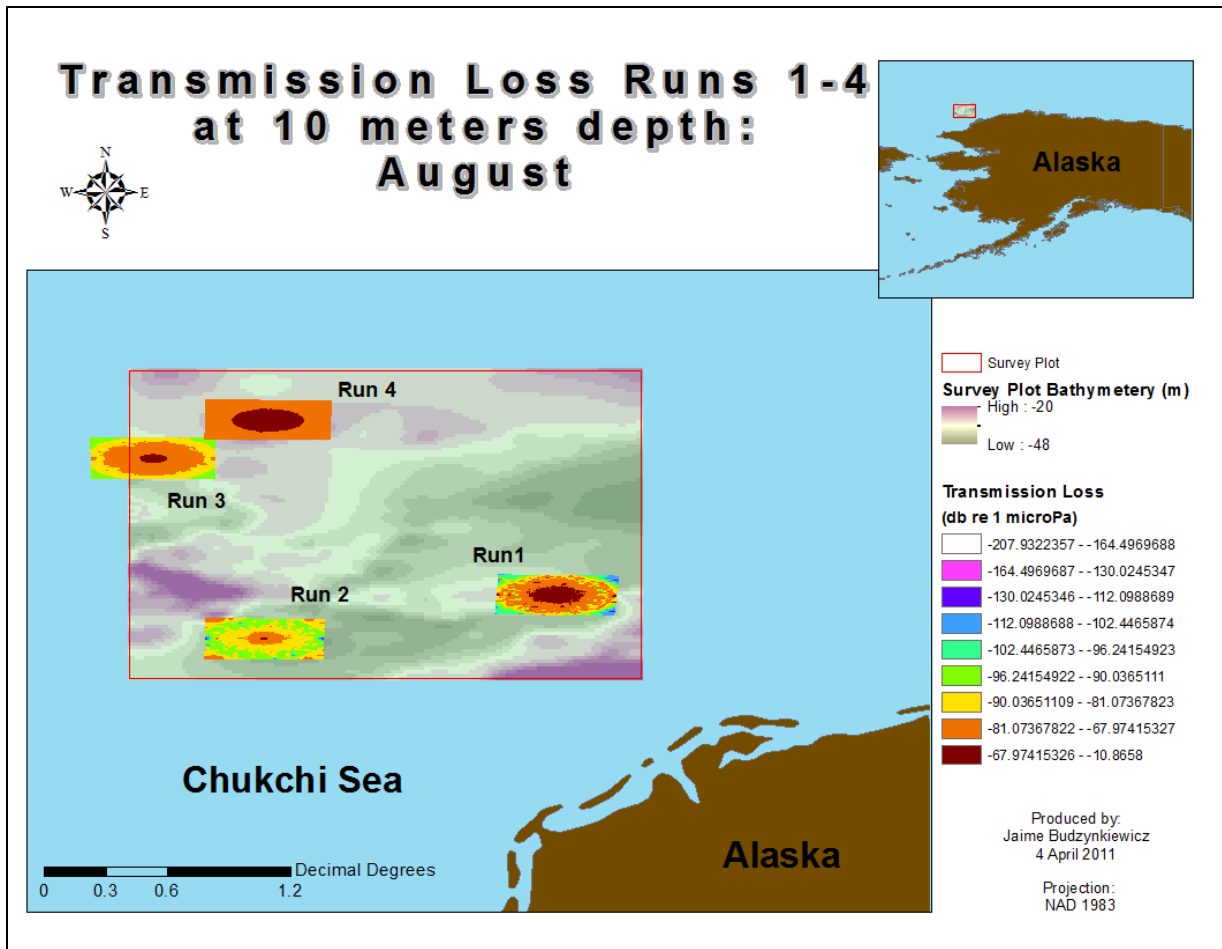 Transmission Loss Runs 1-4
at 10 meters depth:
August
N
W
E
S
Alaska
Run 4
Run 3
Run1
Run 2
Chukchi Sea
Alaska
Decimal Degrees
0 0.3 0.6 1.2
Survey Plot
Survey Plot Bathymetery (m)
High : -20
Low : -48
Transmission Loss
(db re 1 microPa)
-207.9322357 - -164.4969688
-164.4969687 - -130.0245347
-130.0245346 - -112.0988689
-112.0988688 - -102.4465874
-102.4465873 - -96.24154923
-96.24154922 - -90.0365111
-90.03651109 - -81.07367823
-81.07367822 - -67.97415327
-67.97415326 - -10.8658
Produced by:
Jaime Budzynkiewicz
4 April 2011
Projection:
NAD 1983